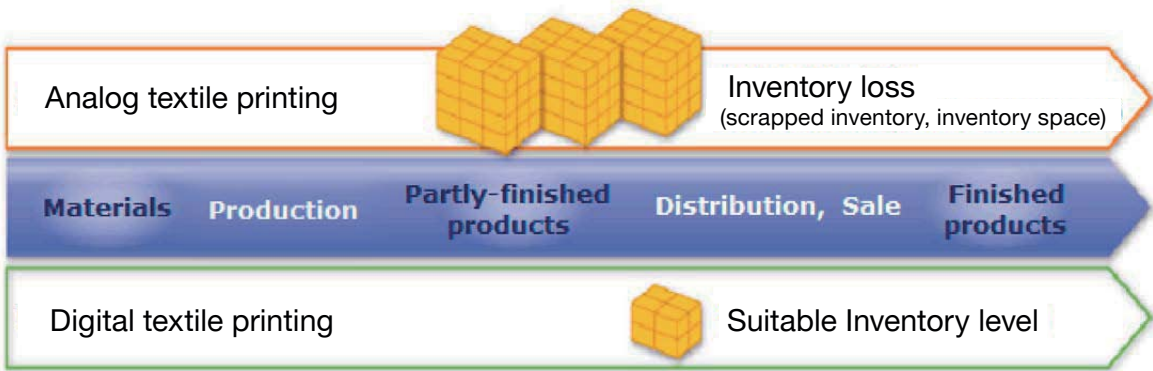 Analog textile printing
Inventory loss
(scrapped inventory, inventory space)
Materials
Production
Partly-finished
products
Distribution, Sale
Finished
products
Digital textile printing
Suitable Inventory level